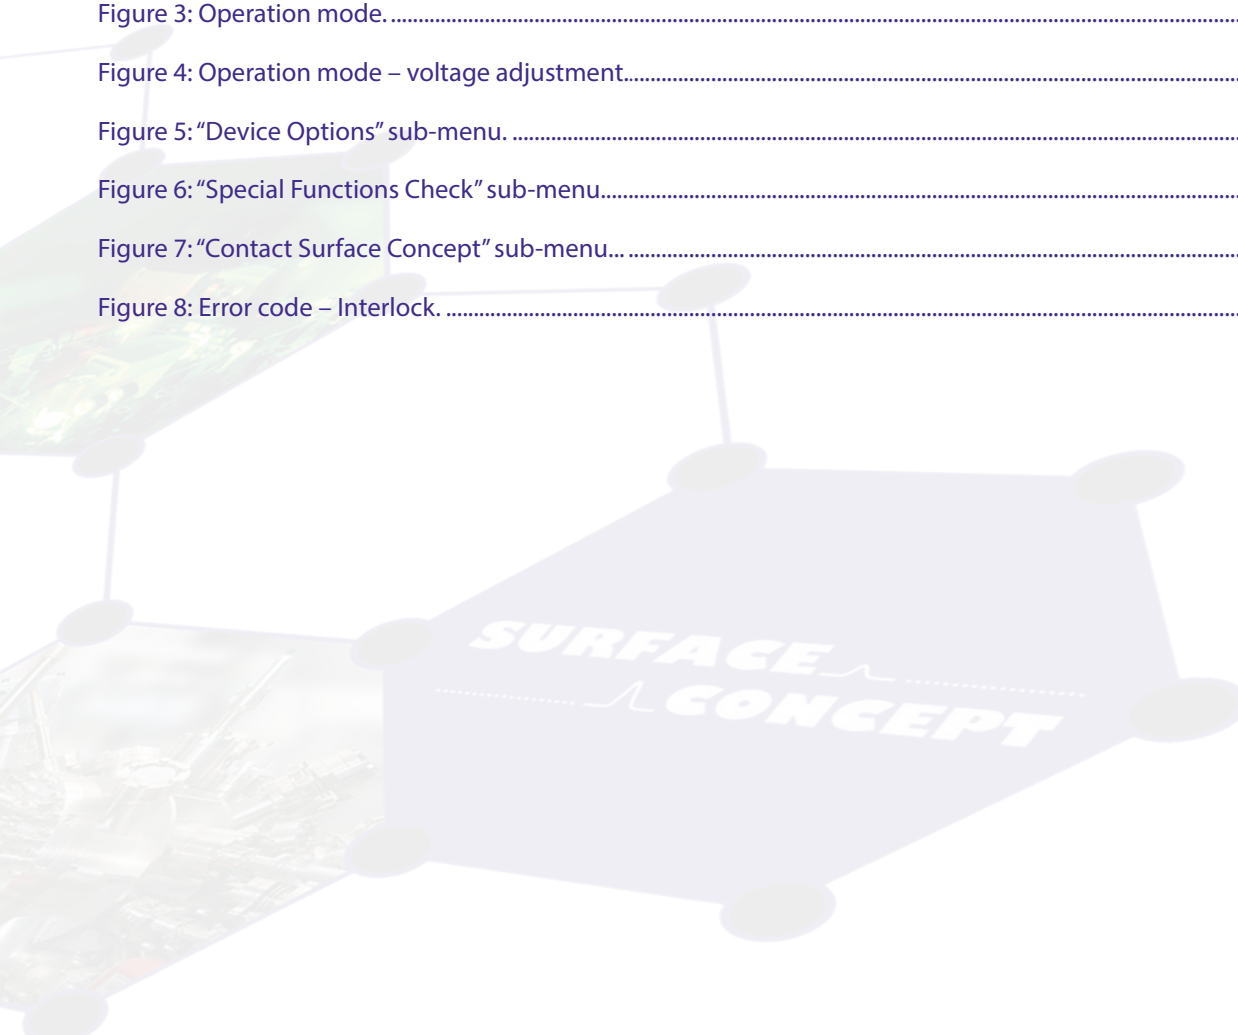 Figure 3: Operation mode. ................................................................
Figure 4: Operation mode – voltage adjustment................................................................
Figure 5: “Device Options” sub-menu. ................................................................
Figure 6: “Special Functions Check” sub-menu................................................................
Figure 7: “Contact Surface Concept” sub-menu... ................................................................
Figure 8: Error code – Interlock. ................................................................
SURFACE
CONCEPT